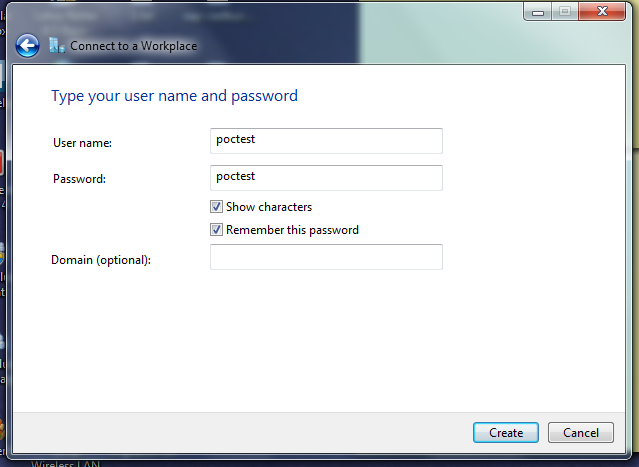 Connect to a Workplace
Type your user name and password
User name:
poctest
Password:
poctest
Show characters
Remember this password
Domain (optional):
Create
Cancel
Wireless LAN